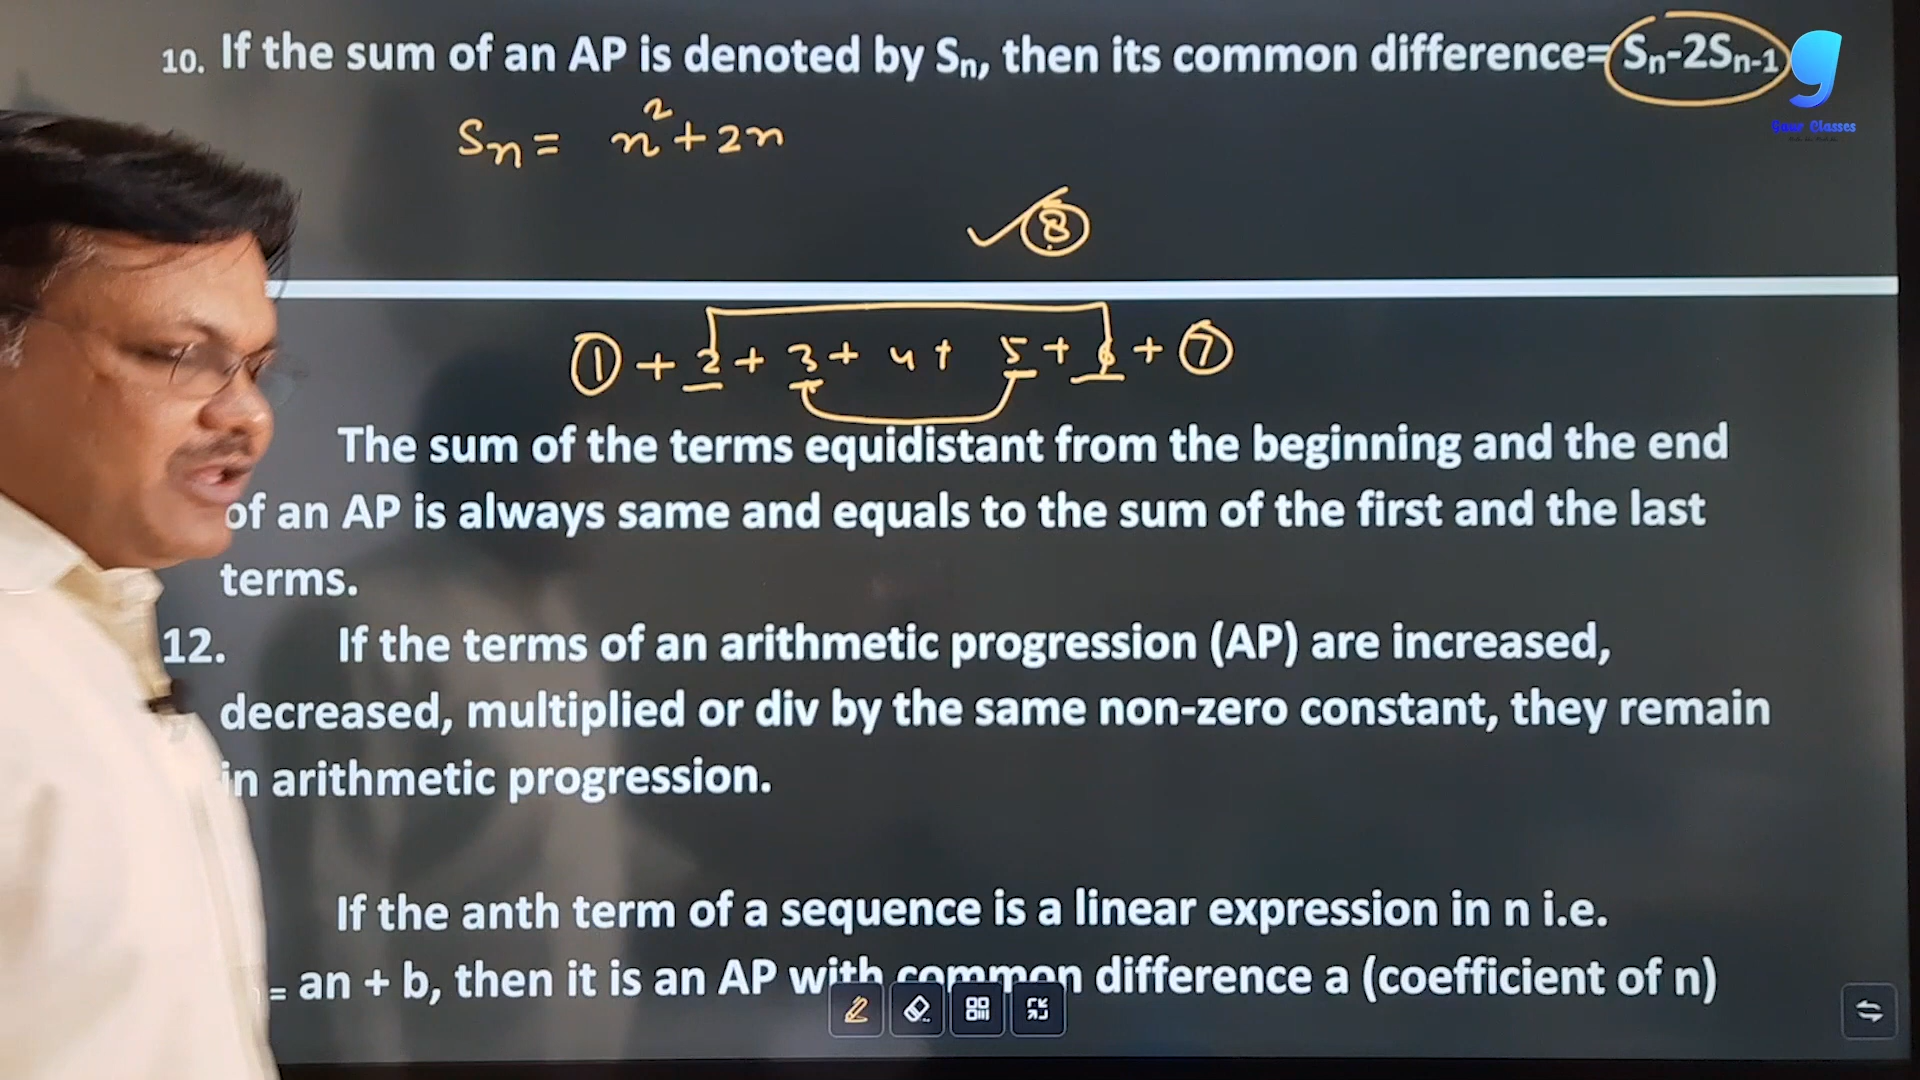 10. If the sum of an AP is denoted by Sn, then its common difference= Sn-2Sn-1
Sn = n² + 2n
8
1 + 2 + 3 + 4 + 5 + 6 + 7
The sum of the terms equidistant from the beginning and the end
of an AP is always same and equals to the sum of the first and the last
terms.
12. If the terms of an arithmetic progression (AP) are increased,
decreased, multiplied or div by the same non-zero constant, they remain
in arithmetic progression.
If the anth term of a sequence is a linear expression in n i.e.
= an + b, then it is an AP with common difference a (coefficient of n)
Classes